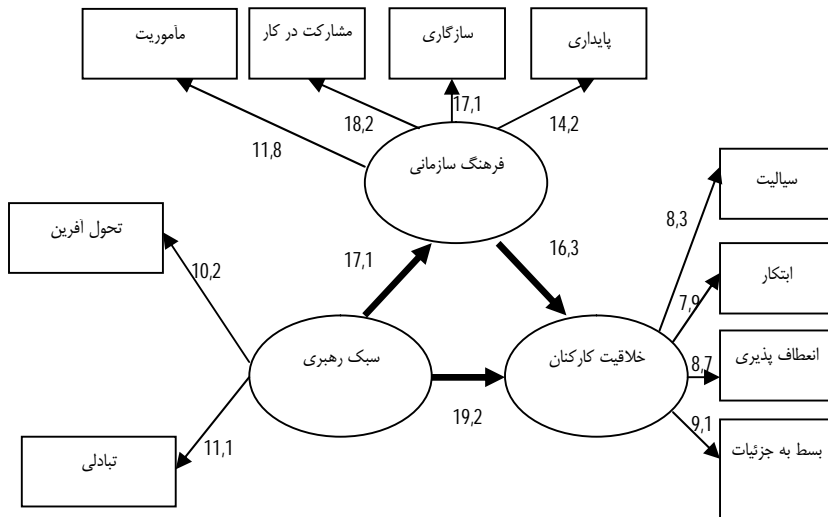 مأموریت
مشارکت در کار
سازگاری
پایداری
17,1
18,2
14,2
11,8
فرهنگ سازمانی
سیالیت
8,3
تحول آفرین
10,2
17,1
16,3
ابتکار
7,9
سبک رهبری
خلاقیت کارکنان
8,7
انعطاف پذیری
19,2
9,1
تبادلی
11,1
بسط به جزئیات